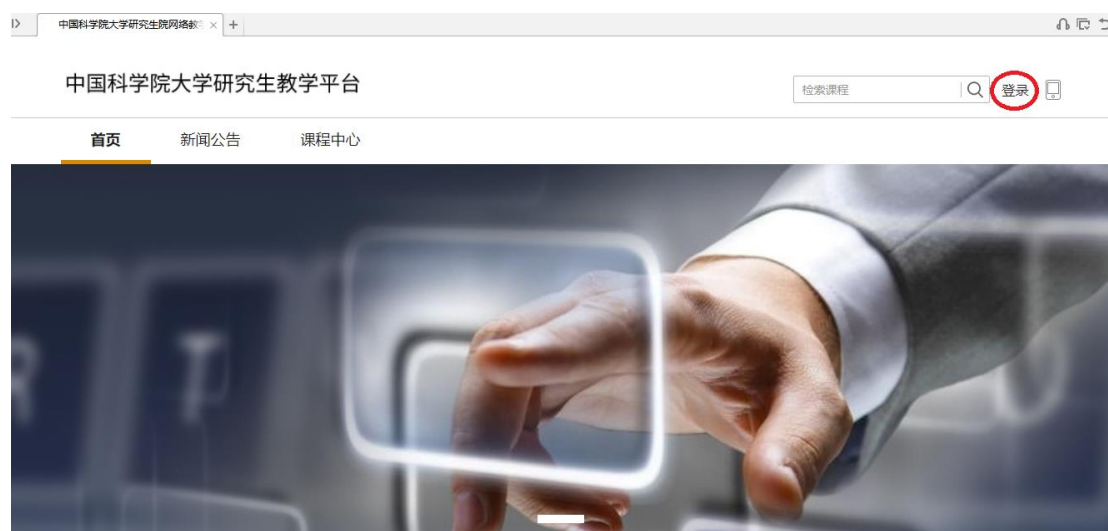 中国科学院大学研究生院网络教
中国科学院大学研究生教学平台
检索课程
登录
首页 新闻公告 课程中心
R T